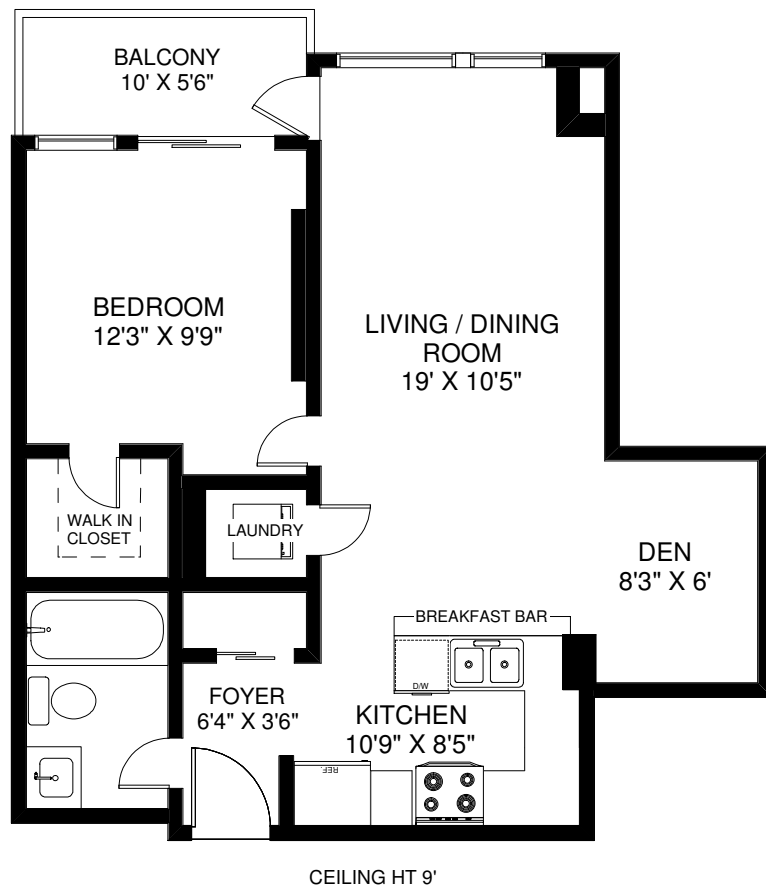 BALCONY
10' X 5'6"
BEDROOM
12'3" X 9'9"
LIVING / DINING
ROOM
19' X 10'5"
WALK IN
CLOSET
LAUNDRY
DEN
8'3" X 6'
BREAKFAST BAR
D/W
FOYER
6'4" X 3'6"
KITCHEN
10'9" X 8'5"
REF.
CEILING HT 9'